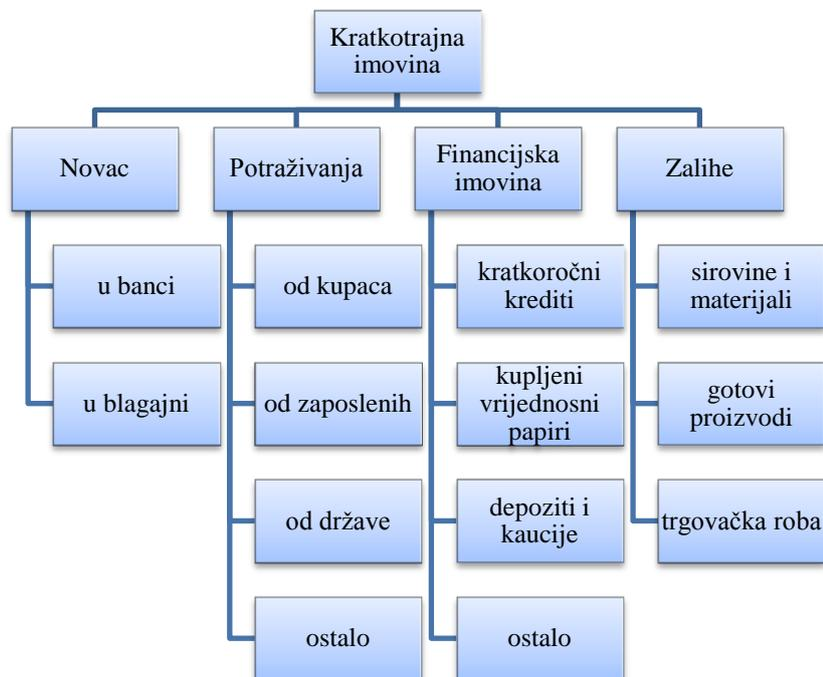 Kratkotrajna
imovina
Novac
Potraživanja
Financijska
imovina
Zalihe
u banci
u blagajni
od kupaca
od zaposlenih
od države
ostalo
kratkoročni
krediti
kupljeni
vrijednosni
papiri
depoziti i
kaucije
ostalo
sirovine i
materijali
gotovi
proizvodi
trgovačka roba